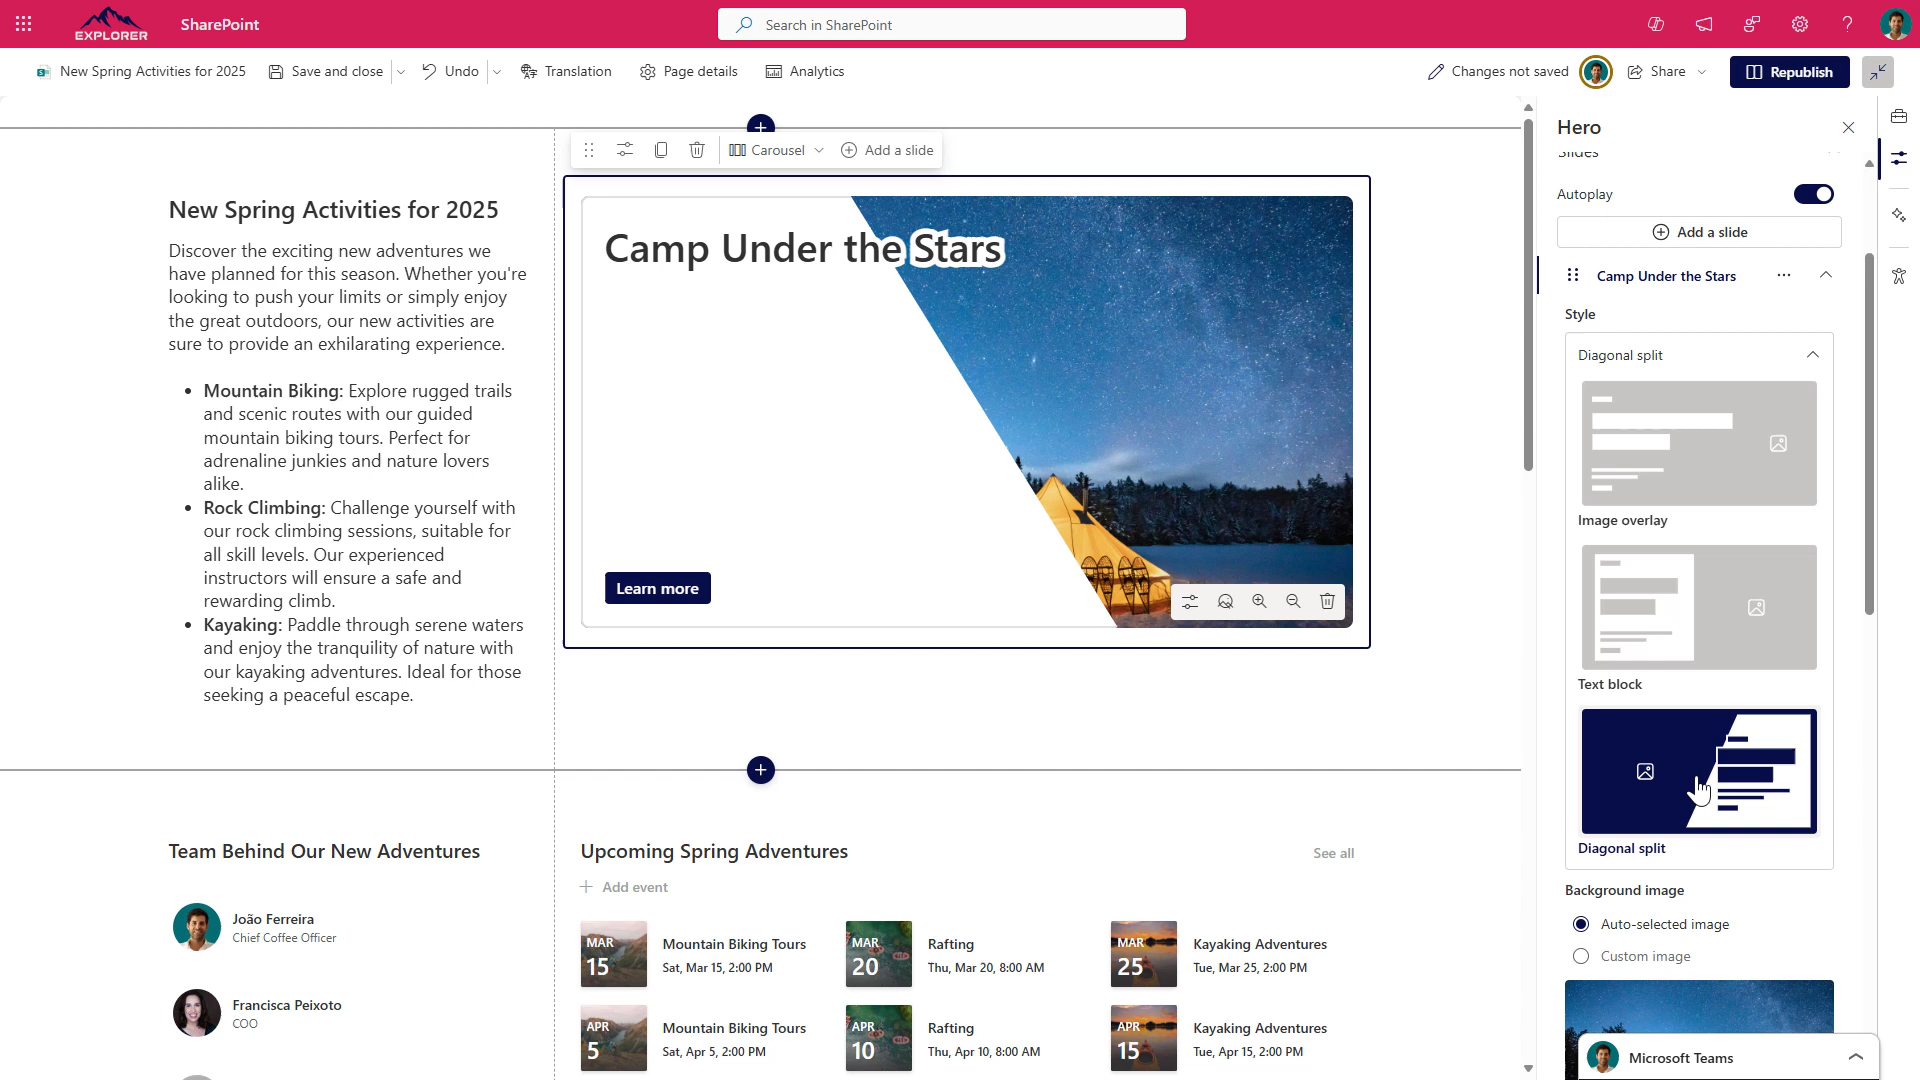 EXPLORER
SharePoint
Search in SharePoint
New Spring Activities for 2025
Save and close
Undo
Translation
Page details
Analytics
Changes not saved
Share
Republish
Carousel
Add a slide
New Spring Activities for 2025
Discover the exciting new adventures we
have planned for this season. Whether you're
looking to push your limits or simply enjoy
the great outdoors, our new activities are
sure to provide an exhilarating experience.
• Mountain Biking: Explore rugged trails
and scenic routes with our guided
mountain biking tours. Perfect for
adrenaline junkies and nature lovers
alike.
• Rock Climbing: Challenge yourself with
our rock climbing sessions, suitable for
all skill levels. Our experienced
instructors will ensure a safe and
rewarding climb.
• Kayaking: Paddle through serene waters
and enjoy the tranquility of nature with
our kayaking adventures. Ideal for those
seeking a peaceful escape.
Camp Under the Stars
Learn more
Team Behind Our New Adventures
João Ferreira
Chief Coffee Officer
Francisca Peixoto
COO
Upcoming Spring Adventures
See all
Add event
MAR
15
Mountain Biking Tours
Sat, Mar 15, 2:00 PM
MAR
20
Rafting
Thu, Mar 20, 8:00 AM
MAR
25
Kayaking Adventures
Tue, Mar 25, 2:00 PM
APR
5
Mountain Biking Tours
Sat, Apr 5, 2:00 PM
APR
10
Rafting
Thu, Apr 10, 8:00 AM
APR
15
Kayaking Adventures
Tue, Apr 15, 2:00 PM
Hero
Slides
Autoplay
Add a slide
Camp Under the Stars
Style
Diagonal split
Image overlay
Text block
Diagonal split
Background image
Auto-selected image
Custom image
Microsoft Teams